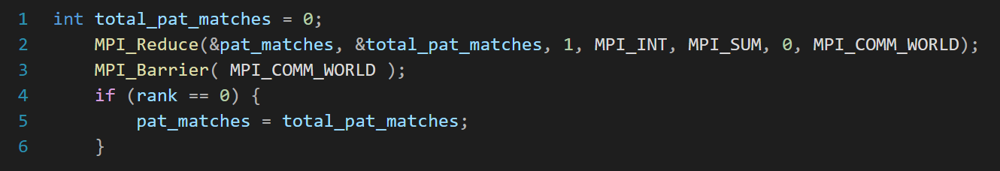 1 int total_pat_matches = 0;
2 MPI_Reduce(&pat_matches, &total_pat_matches, 1, MPI_INT, MPI_SUM, 0, MPI_COMM_WORLD);
3 MPI_Barrier( MPI_COMM_WORLD );
4 if (rank == 0) {
5 pat_matches = total_pat_matches;
6 }